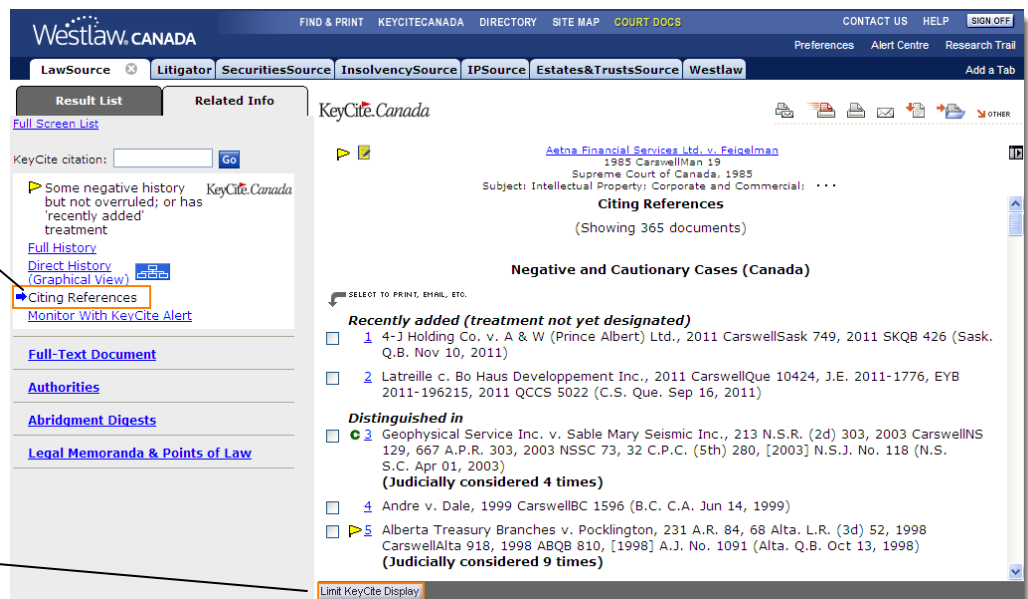 FIND & PRINT KEYCITECANADA DIRECTORY SITE MAP COURT DOCS CONTACT US HELP SIGN OFF
Westlaw. CANADA
Preferences Alert Centre Research Trail
LawSource Litigator SecuritiesSource InsolvencySource IPSource Estates&TrustsSource Westlaw Add a Tab
Result List Related Info
Full Screen List
KeyCite citation: Go
Some negative history
but not overruled; or has
'recently added'
treatment
KeyCite.Canada
Full History
Direct History
(Graphical View)
Citing References
Monitor With KeyCite Alert
Full-Text Document
Authorities
Abridgment Digests
Legal Memoranda & Points of Law
KeyCite.Canada
OTHER
Aetna Financial Services Ltd. v. Feigelman
1985 CarswellMan 19
Supreme Court of Canada, 1985
Subject: Intellectual Property; Corporate and Commercial; ...
Citing References
(Showing 365 documents)
Negative and Cautionary Cases (Canada)
SELECT TO PRINT, EMAIL, ETC.
Recently added (treatment not yet designated)
1 4-J Holding Co. v. A & W (Prince Albert) Ltd., 2011 CarswellSask 749, 2011 SKQB 426 (Sask.
Q.B. Nov 10, 2011)
2 Latreille c. Bo Haus Developpement Inc., 2011 CarswellQue 10424, J.E. 2011-1776, EYB
2011-196215, 2011 QCCS 5022 (C.S. Que. Sep 16, 2011)
Distinguished in
C 3 Geophysical Service Inc. v. Sable Mary Seismic Inc., 213 N.S.R. (2d) 303, 2003 CarswellNS
129, 667 A.P.R. 303, 2003 NSSC 73, 32 C.P.C. (5th) 280, [2003] N.S.J. No. 118 (N.S.
S.C. Apr 01, 2003)
(Judicially considered 4 times)
4 Andre v. Dale, 1999 CarswellBC 1596 (B.C. C.A. Jun 14, 1999)
5 Alberta Treasury Branches v. Pocklington, 231 A.R. 84, 68 Alta. L.R. (3d) 52, 1998
CarswellAlta 918, 1998 ABQB 810, [1998] A.J. No. 1091 (Alta. Q.B. Oct 13, 1998)
(Judicially considered 9 times)
Limit KeyCite Display